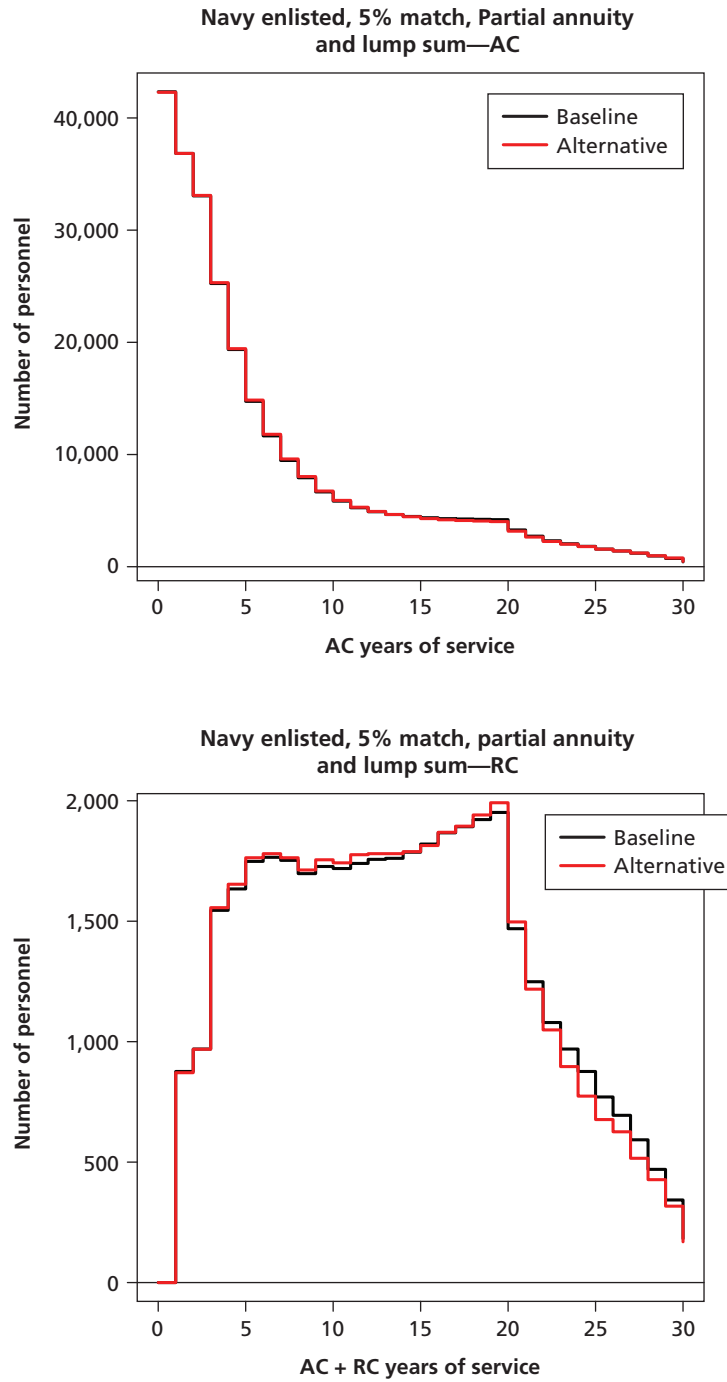 Navy enlisted, 5% match, Partial annuity
and lump sum—AC
Number of personnel
40,000
30,000
20,000
10,000
0
Baseline
Alternative
0 5 10 15 20 25 30
AC years of service
Navy enlisted, 5% match, partial annuity
and lump sum—RC
Number of personnel
2,000
1,500
1,000
500
0
Baseline
Alternative
0 5 10 15 20 25 30
AC + RC years of service